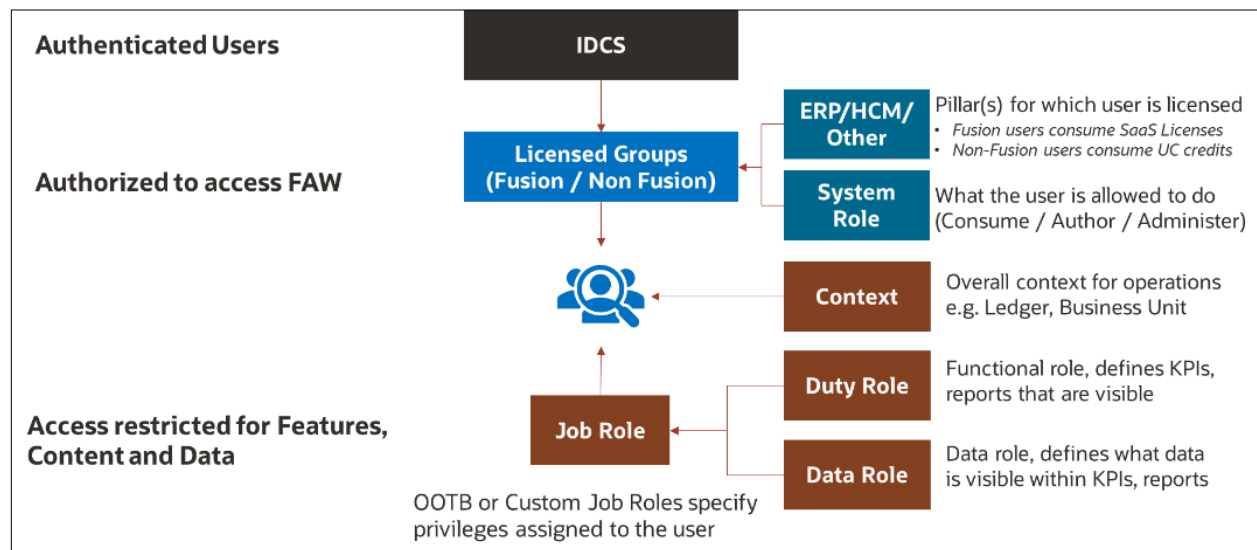 Authenticated Users
IDCS
ERP/HCM/
Other
Pillar(s) for which user is licensed
• Fusion users consume SaaS Licenses
• Non-Fusion users consume UC credits
Authorized to access FAW
Licensed Groups
(Fusion / Non Fusion)
System
Role
What the user is allowed to do
(Consume / Author / Administer)
Context
Overall context for operations
e.g. Ledger, Business Unit
Duty Role
Functional role, defines KPIs,
reports that are visible
Access restricted for Features,
Content and Data
Job Role
Data Role
Data role, defines what data
is visible within KPIs, reports
OOTB or Custom Job Roles specify
privileges assigned to the user